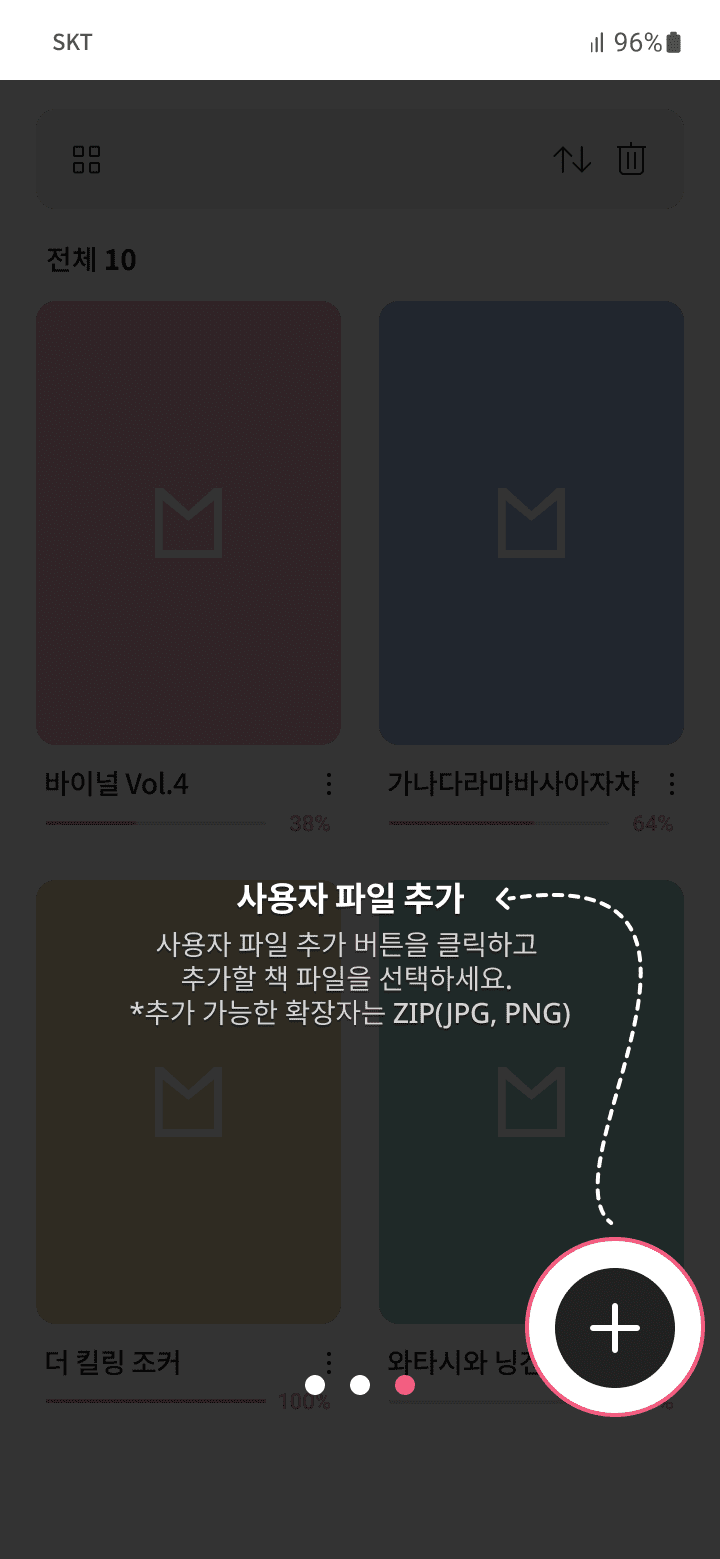 SKT
96%
전체 10
바이널 Vol.4
가나다라마바사아자차
38%
64%
사용자 파일 추가
사용자 파일 추가 버튼을 클릭하고
추가할 책 파일을 선택하세요.
*추가 가능한 확장자는 ZIP(JPG, PNG)
더 킬링 조커
와타시와
100%